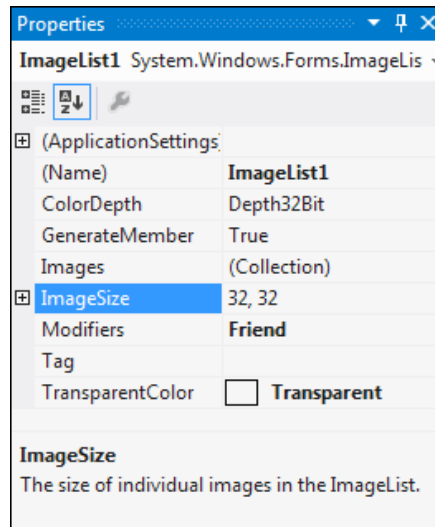 Properties
ImageList1 System.Windows.Forms.ImageLis
(ApplicationSettings)
(Name) ImageList1
ColorDepth Depth32Bit
GenerateMember True
Images (Collection)
ImageSize 32, 32
Modifiers Friend
Tag
TransparentColor Transparent
ImageSize
The size of individual images in the ImageList.